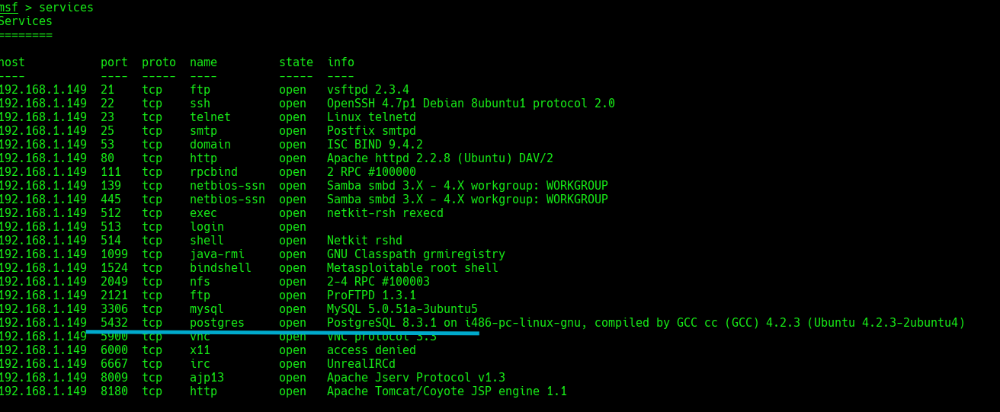 msf > services
Services
========
host port proto name state info
---- ---- ----- ---- ----- ----
192.168.1.149 21 tcp ftp open vsftpd 2.3.4
192.168.1.149 22 tcp ssh open OpenSSH 4.7p1 Debian 8ubuntu1 protocol 2.0
192.168.1.149 23 tcp telnet open Linux telnetd
192.168.1.149 25 tcp smtp open Postfix smtpd
192.168.1.149 53 tcp domain open ISC BIND 9.4.2
192.168.1.149 80 tcp http open Apache httpd 2.2.8 (Ubuntu) DAV/2
192.168.1.149 111 tcp rpcbind open 2 RPC #100000
192.168.1.149 139 tcp netbios-ssn open Samba smbd 3.X - 4.X workgroup: WORKGROUP
192.168.1.149 445 tcp netbios-ssn open Samba smbd 3.X - 4.X workgroup: WORKGROUP
192.168.1.149 512 tcp exec open netkit-rsh rexecd
192.168.1.149 513 tcp login open
192.168.1.149 514 tcp shell open Netkit rshd
192.168.1.149 1099 tcp java-rmi open GNU Classpath grmiregistry
192.168.1.149 1524 tcp bindshell open Metasploitable root shell
192.168.1.149 2049 tcp nfs open 2-4 RPC #100003
192.168.1.149 2121 tcp ftp open ProFTPD 1.3.1
192.168.1.149 3306 tcp mysql open MySQL 5.0.51a-3ubuntu5
192.168.1.149 5432 tcp postgres open PostgreSQL 8.3.1 on i486-pc-linux-gnu, compiled by GCC cc (GCC) 4.2.3 (Ubuntu 4.2.3-2ubuntu4)
192.168.1.149 5900 tcp vnc open VNC protocol 3.3
192.168.1.149 6000 tcp x11 open access denied
192.168.1.149 6667 tcp irc open UnrealIRCd
192.168.1.149 8009 tcp ajp13 open Apache Jserv Protocol v1.3
192.168.1.149 8180 tcp http open Apache Tomcat/Coyote JSP engine 1.1